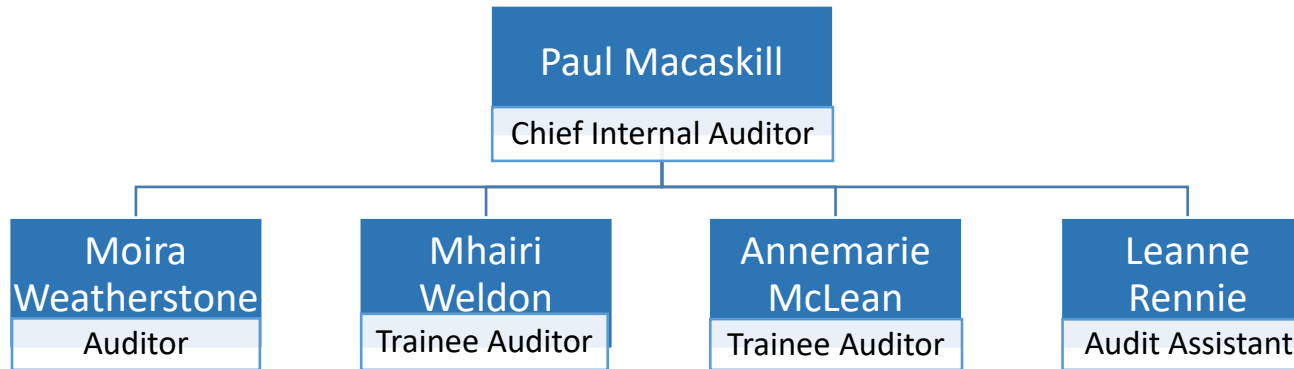 Paul Macaskill
Chief Internal Auditor
Moira
Weatherstone
Auditor
Mhairi
Weldon
Trainee Auditor
Annemarie
McLean
Trainee Auditor
Leanne
Rennie
Audit Assistant